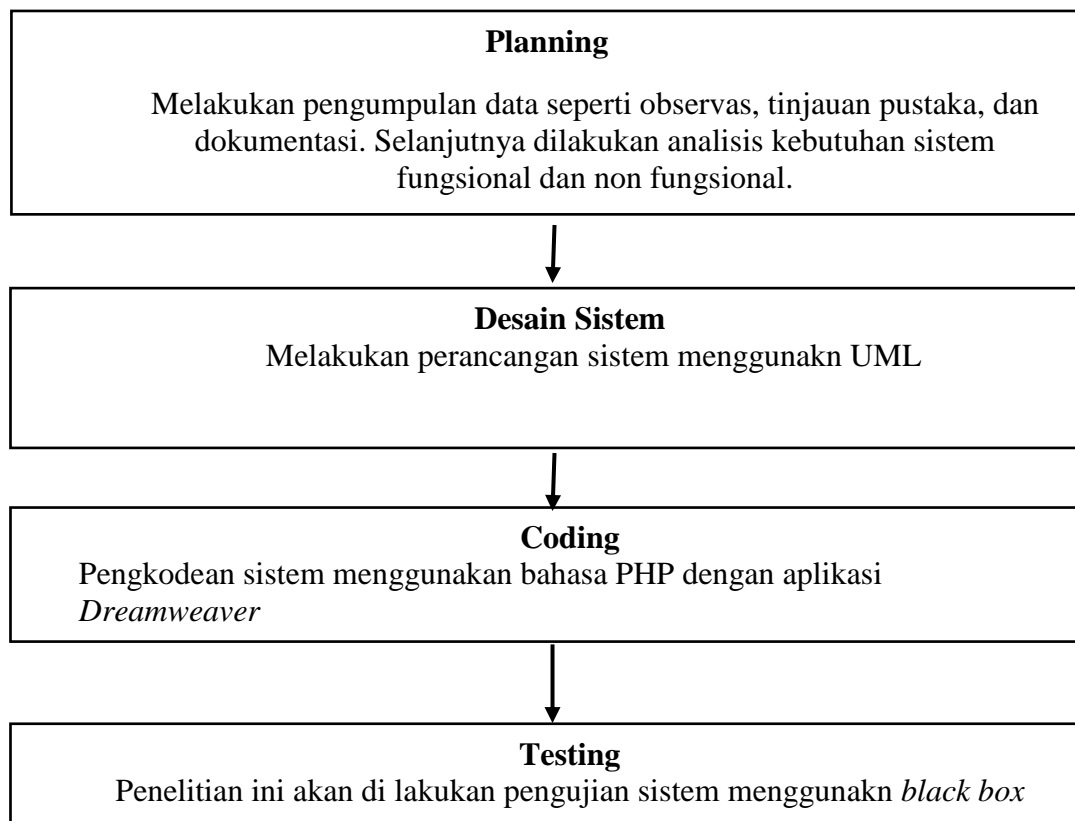 Planning
Melakukan pengumpulan data seperti observas, tinjauan pustaka, dan
dokumentasi. Selanjutnya dilakukan analisis kebutuhan sistem
fungsional dan non fungsional.
Desain Sistem
Melakukan perancangan sistem menggunakn UML
Coding
Pengkodean sistem menggunakan bahasa PHP dengan aplikasi
Dreamweaver
Testing
Penelitian ini akan di lakukan pengujian sistem menggunakn black box